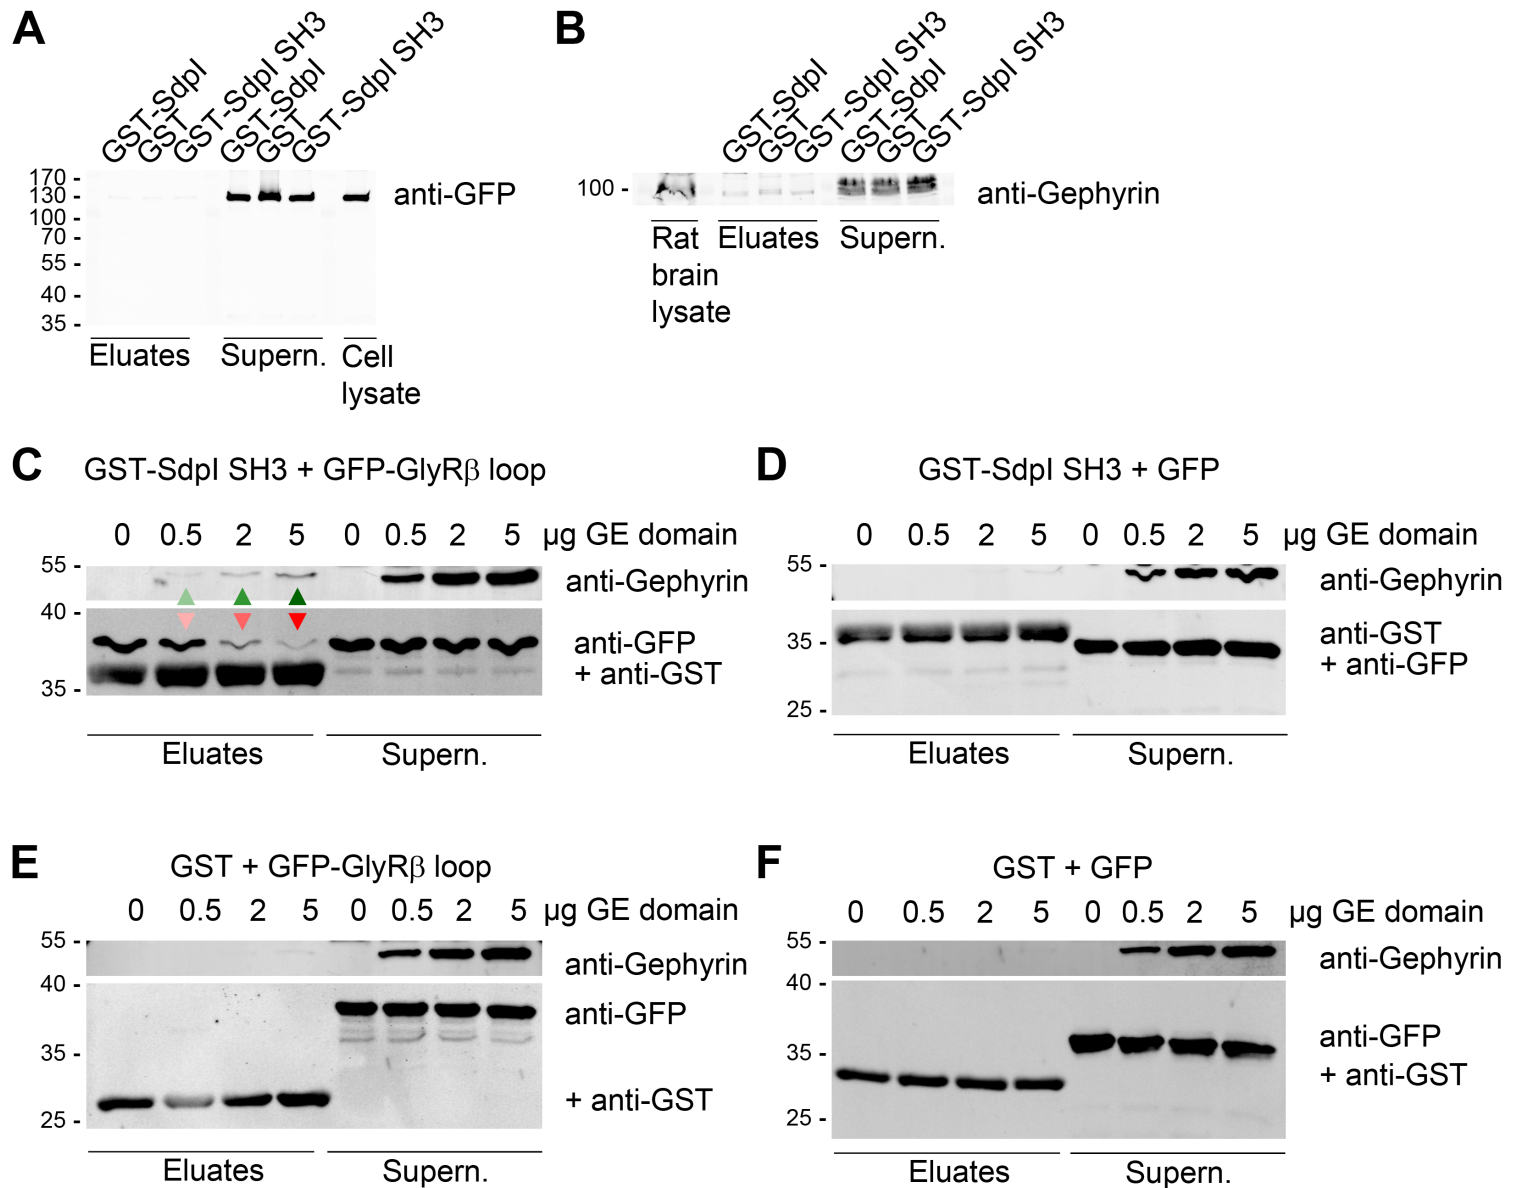 A
GST-SdpI
GST
GST-SdpI SH3
GST-SdpI
GST
GST-SdpI SH3
170 -
130 -
100 -
70 -
55 -
40 -
35 -
anti-GFP
Eluates
Supern.
Cell
lysate
B
GST-SdpI
GST
GST-SdpI SH3
GST-SdpI
GST
GST-SdpI SH3
100 -
anti-Gephyrin
Rat
brain
lysate
Eluates
Supern.
C
GST-SdpI SH3 + GFP-GlyRβ loop
0 0.5 2 5 0 0.5 2 5 µg GE domain
55 -
anti-Gephyrin
40 -
anti-GFP
+ anti-GST
35 -
Eluates
Supern.
D
GST-SdpI SH3 + GFP
0 0.5 2 5 0 0.5 2 5 µg GE domain
55 -
anti-Gephyrin
35 -
anti-GST
+ anti-GFP
25 -
Eluates
Supern.
E
GST + GFP-GlyRβ loop
0 0.5 2 5 0 0.5 2 5 µg GE domain
55 -
anti-Gephyrin
40 -
anti-GFP
35 -
+ anti-GST
25 -
Eluates
Supern.
F
GST + GFP
0 0.5 2 5 0 0.5 2 5 µg GE domain
55 -
anti-Gephyrin
40 -
anti-GFP
35 -
+ anti-GST
25 -
Eluates
Supern.